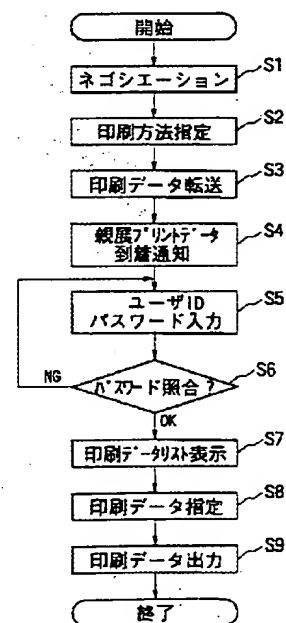 開始
ネゴシエーション
S1
印刷方法指定
S2
印刷データ転送
S3
親展プリントデータ
到着通知
S4
ユーザID
パスワード入力
S5
パスワード照合?
S6
NG
OK
印刷データリスト表示
S7
印刷データ指定
S8
印刷データ出力
S9
終了